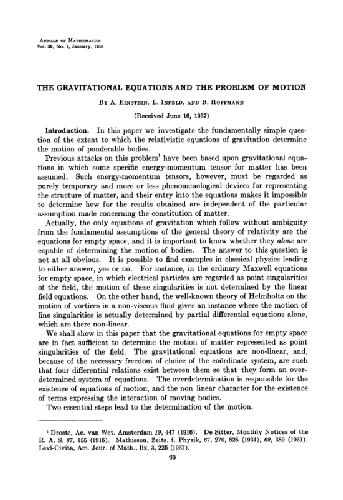 ANNALS OF MATHEMATICS
Vol. 39, No. 1, January, 1938
THE GRAVITATIONAL EQUATIONS AND THE PROBLEM OF MOTION
BY A. EINSTEIN, L. INFELD, AND B. HOFFMANN
(Received June 16, 1937)
Introduction. In this paper we investigate the fundamentally simple ques-
tion of the extent to which the relativistic equations of gravitation determine
the motion of ponderable bodies.
Previous attacks on this problem¹ have been based upon gravitational equa-
tions in which some specific energy-momentum tensor for matter has been
assumed. Such energy-momentum tensors, however, must be regarded as
purely temporary and more or less phenomenological devices for representing
the structure of matter, and their entry into the equations makes it impossible
to determine how far the results obtained are independent of the particular
assumption made concerning the constitution of matter.
Actually, the only equations of gravitation which follow without ambiguity
from the fundamental assumptions of the general theory of relativity are the
equations for empty space, and it is important to know whether they alone are
capable of determining the motion of bodies. The answer to this question is
not at all obvious. It is possible to find examples in classical physics leading
to either answer, yes or no. For instance, in the ordinary Maxwell equations
for empty space, in which electrical particles are regarded as point singularities
of the field, the motion of these singularities is not determined by the linear
field equations. On the other hand, the well-known theory of Helmholtz on the
motion of vortices in a non-viscous fluid gives an instance where the motion of
line singularities is actually determined by partial differential equations alone,
which are there non-linear.
We shall show in this paper that the gravitational equations for empty space
are in fact sufficient to determine the motion of matter represented as point
singularities of the field. The gravitational equations are non-linear, and,
because of the necessary freedom of choice of the coördinate system, are such
that four differential relations exist between them so that they form an over-
determined system of equations. The overdetermination is responsible for the
existence of equations of motion, and the non-linear character for the existence
of terms expressing the interaction of moving bodies.
Two essential steps lead to the determination of the motion.
¹ Droste, Ac. van Wet. Amsterdam 19, 447 (1916). De Sitter, Monthly Notices of the
R. A. S. 67, 155 (1916). Mathisson, Zeits. f. Physik, 67, 270, 826 (1931), 69, 389 (1931).
Levi-Civita, Am. Jour. of Math., lix, 3, 225 (1937).
65